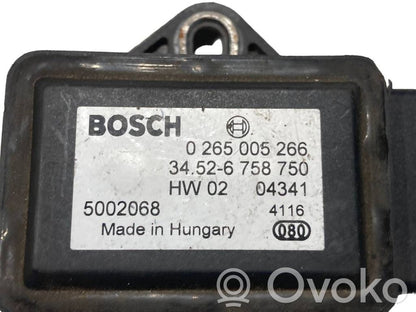 BOSCH
0 265 005 266
34.52-6 758 750
HW 02 04341
5002068 4116
Made in Hungary 080
Ovoko